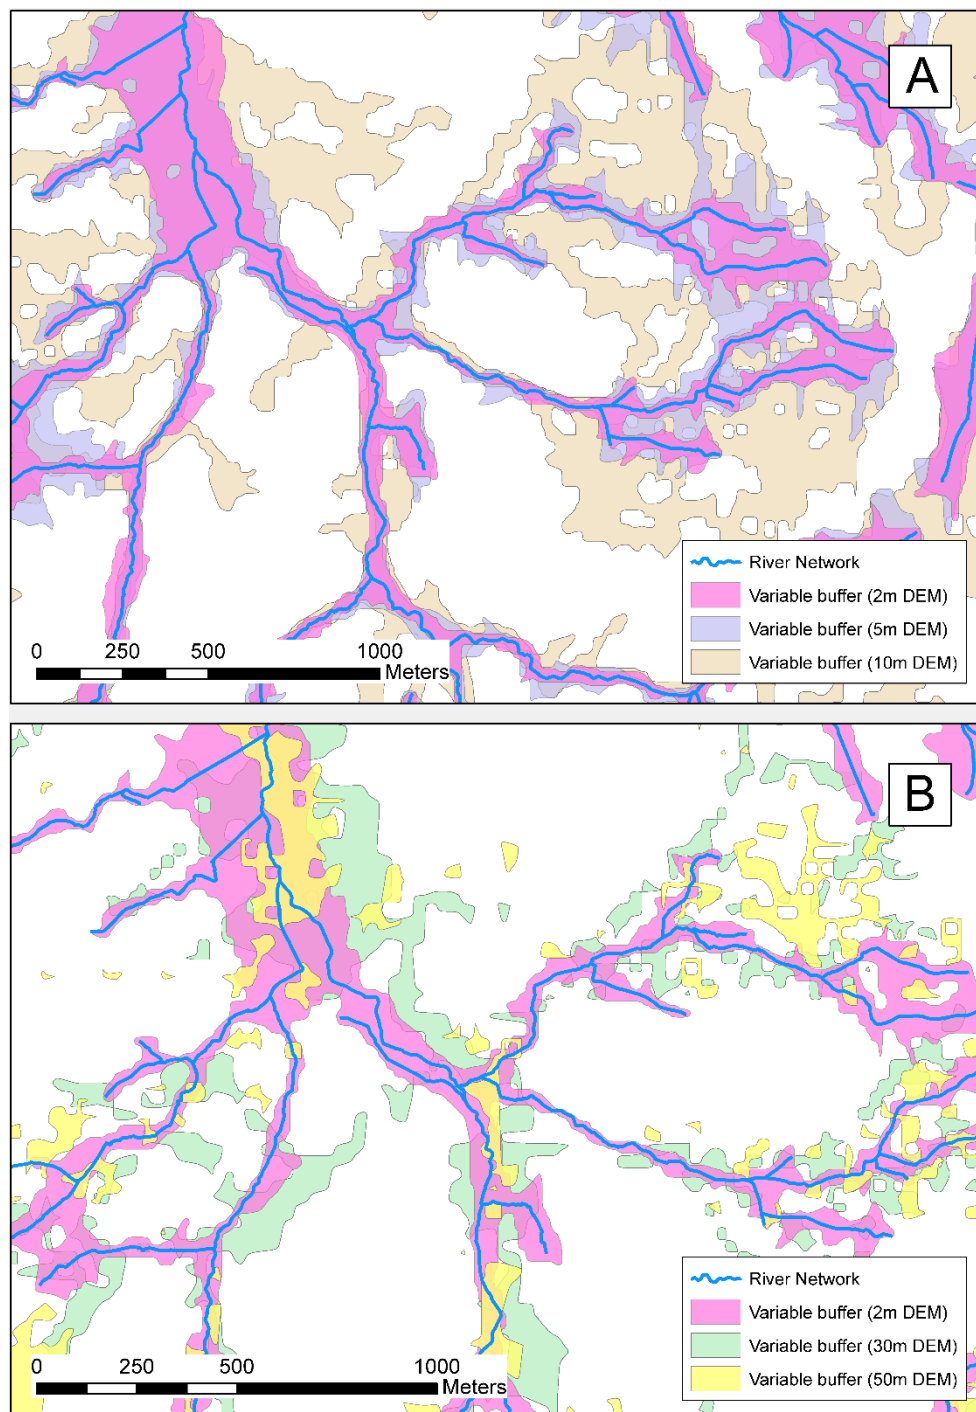 A
River Network
Variable buffer (2m DEM)
Variable buffer (5m DEM)
Variable buffer (10m DEM)
0 250 500 1000
Meters
B
River Network
Variable buffer (2m DEM)
Variable buffer (30m DEM)
Variable buffer (50m DEM)
0 250 500 1000
Meters